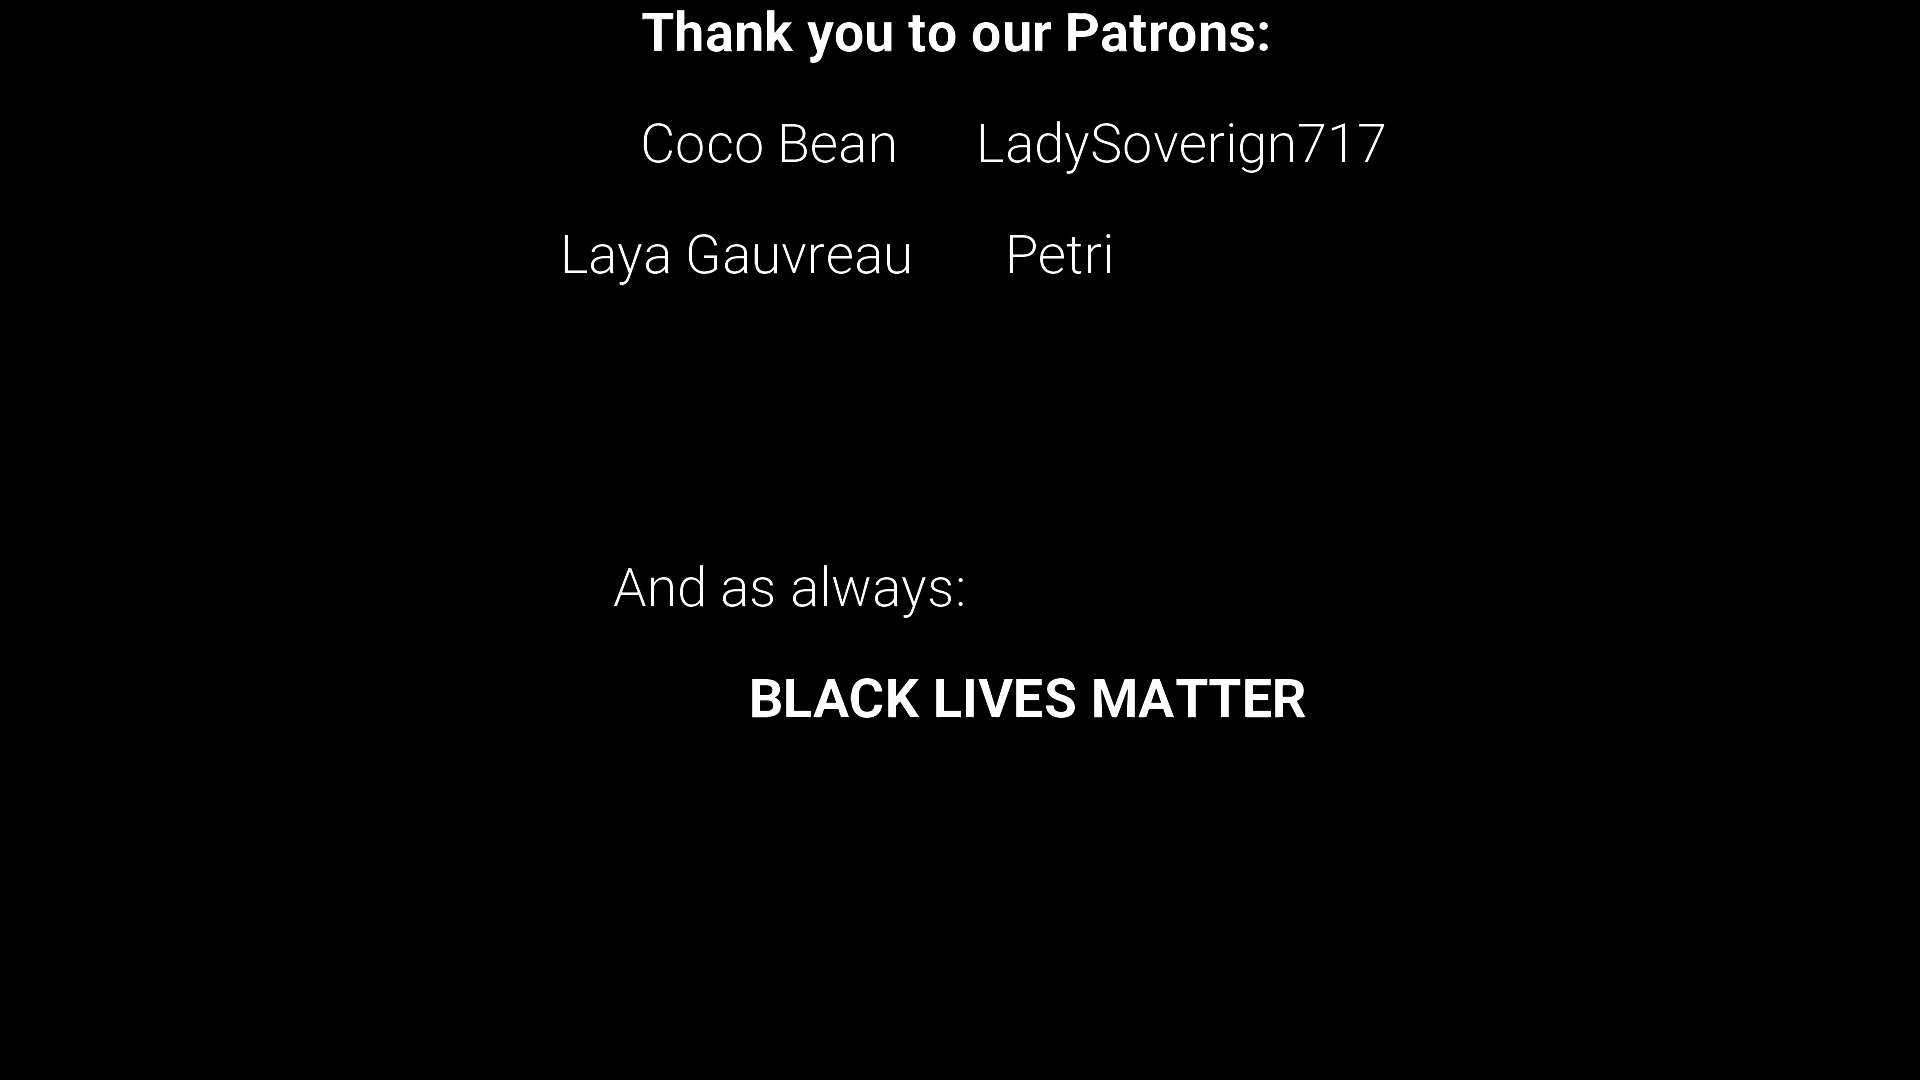 Thank you to our Patrons:
Coco Bean LadySoverign717
Laya Gauvreau Petri
And as always:
BLACK LIVES MATTER